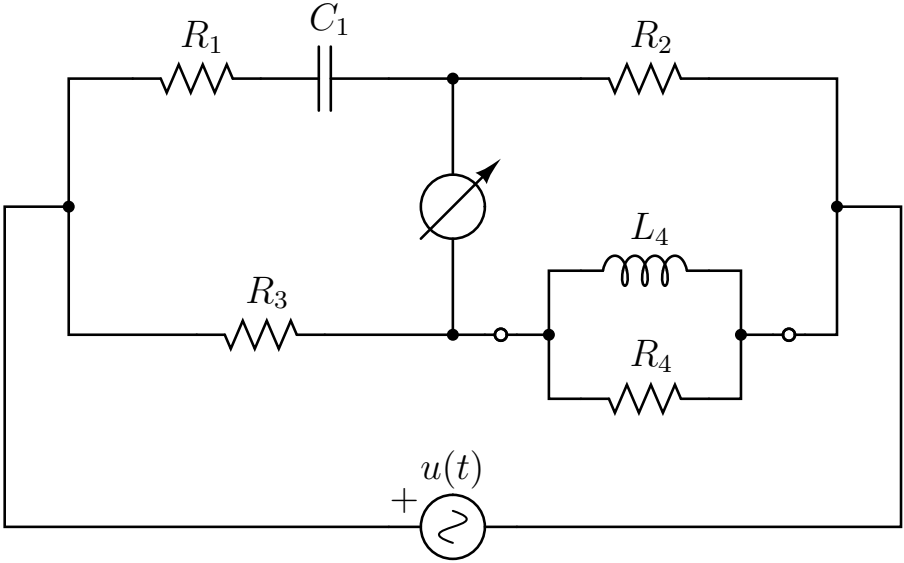 C₁
R₁
R₂
L₄
R₃
R₄
u(t)
+